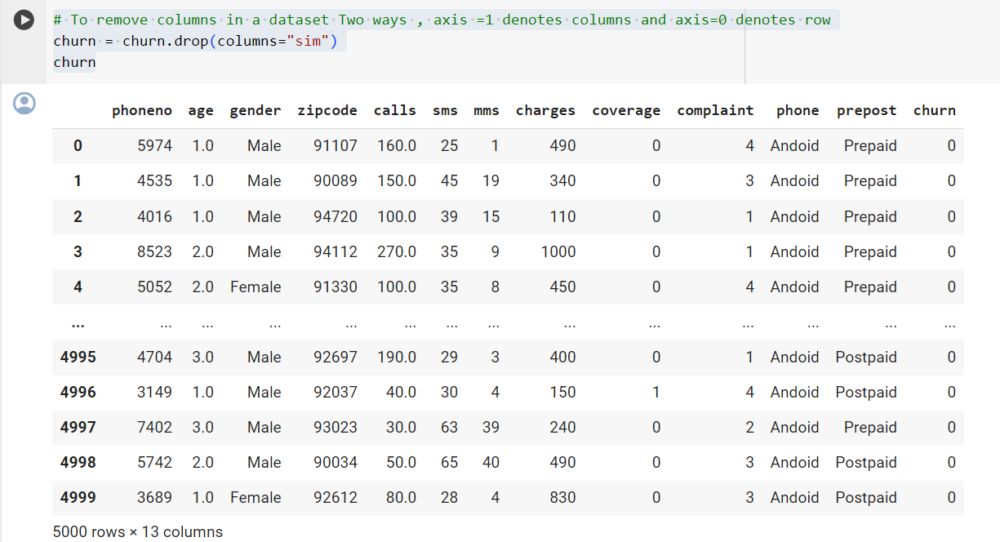 # To remove columns in a dataset Two ways , axis =1 denotes columns and axis=0 denotes row
churn = churn.drop(columns="sim")
churn
phoneno age gender zipcode calls sms mms charges coverage complaint phone prepost churn
0 5974 1.0 Male 91107 160.0 25 1 490 0 4 Andoid Prepaid 0
1 4535 1.0 Male 90089 150.0 45 19 340 0 3 Andoid Prepaid 0
2 4016 1.0 Male 94720 100.0 39 15 110 0 1 Andoid Prepaid 0
3 8523 2.0 Male 94112 270.0 35 9 1000 0 1 Andoid Prepaid 0
4 5052 2.0 Female 91330 100.0 35 8 450 0 4 Andoid Prepaid 0
... ... ... ... ... ... ... ... ... ... ... ... ... ...
4995 4704 3.0 Male 92697 190.0 29 3 400 0 1 Andoid Postpaid 0
4996 3149 1.0 Male 92037 40.0 30 4 150 1 4 Andoid Postpaid 0
4997 7402 3.0 Male 93023 30.0 63 39 240 0 2 Andoid Prepaid 0
4998 5742 2.0 Male 90034 50.0 65 40 490 0 3 Andoid Postpaid 0
4999 3689 1.0 Female 92612 80.0 28 4 830 0 3 Andoid Postpaid 0
5000 rows × 13 columns